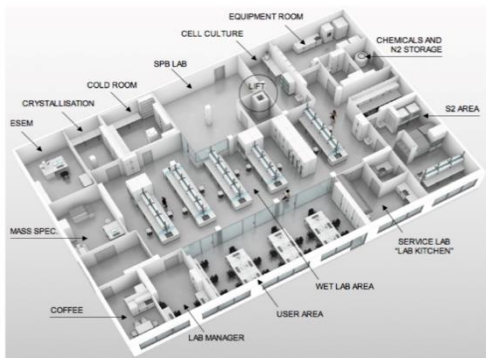 EQUIPMENT ROOM
CELL CULTURE
CHEMICALS AND
N2 STORAGE
SPB LAB
COLD ROOM
LIFT
CRYSTALLISATION
S2 AREA
ESEM
MASS SPEC.
SERVICE LAB
"LAB KITCHEN"
WET LAB AREA
COFFEE
USER AREA
LAB MANAGER